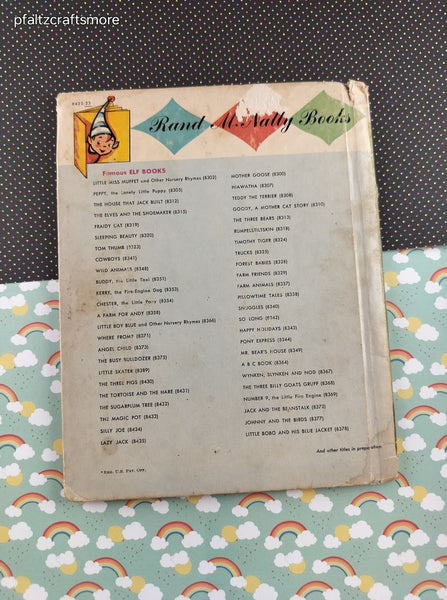 pfaltzcraftsmore
8435:25
Rand McNally Books
Famous ELF BOOKS
LITTLE MISS MUFFET and Other Nursery Rhymes (8302)
PEPPY, the Lonely Little Puppy (8305)
THE HOUSE THAT JACK BUILT (8312)
THE ELVES AND THE SHOEMAKER (8315)
FRAIDY CAT (8319)
SLEEPING BEAUTY (8320)
TOM THUMB
COWBOYS (8341)
WILD ANIMALS (8348)
BUDDY, the Little Taxi (8351)
KERRY, the Fire-Engine Dog (8353)
CHESTER, the Little Pony (8354)
A FARM FOR ANDY (8358)
LITTLE BOY BLUE and Other Nursery Rhymes (8366)
WHERE FROM? (8371)
ANGEL CHILD (8373)
THE BUSY BULLDOZER (8375)
LITTLE SKATER (8389)
THE THREE PIGS (8430)
THE TORTOISE AND THE HARE (8431)
THE SUGARPLUM TREE (8432)
THE MAGIC POT (8433)
SILLY JOE (8434)
LAZY JACK (8435)
*REG. U.S. PAT. OFF.
MOTHER GOOSE (8300)
HIAWATHA (8307)
TEDDY THE TERRIER (8308)
GOODY, A MOTHER CAT STORY (8310)
THE THREE BEARS (8313)
RUMPELSTILTSKIN (8318)
TIMOTHY TIGER (8324)
TRUCKS (8325)
FOREST BABIES (8328)
FARM FRIENDS (8329)
FARM ANIMALS (8337)
PILLOWTIME TALES (8338)
SNUGGLES (8340)
SO LONG (8342)
HAPPY HOLIDAYS (8343)
PONY EXPRESS (8344)
MR. BEAR'S HOUSE (8349)
A B C BOOK (8364)
WYNKEN, BLYNKEN AND NOD (8367)
THE THREE BILLY GOATS GRUFF (8368)
NUMBER 9, the Little Fire Engine (8369)
JACK AND THE BEANSTALK (8372)
JOHNNY AND THE BIRDS (8377)
LITTLE BOBO AND HIS BLUE JACKET (8378)
And other titles in preparation